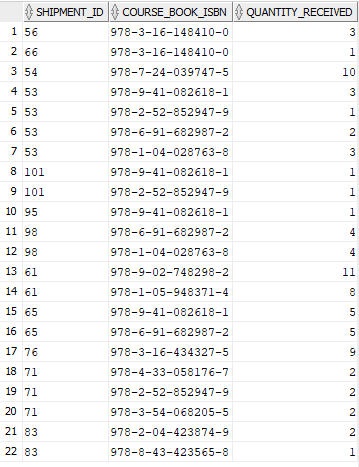 SHIPMENT_ID COURSE_BOOK_ISBN QUANTITY_RECEIVED
1 56 978-3-16-148410-0 3
2 66 978-3-16-148410-0 1
3 54 978-7-24-039747-5 10
4 53 978-9-41-082618-1 3
5 53 978-2-52-852947-9 1
6 53 978-6-91-682987-2 2
7 53 978-1-04-028763-8 3
8 101 978-9-41-082618-1 1
9 101 978-2-52-852947-9 1
10 95 978-9-41-082618-1 1
11 98 978-6-91-682987-2 4
12 98 978-1-04-028763-8 4
13 61 978-9-02-748298-2 11
14 61 978-1-05-948371-4 8
15 65 978-9-41-082618-1 5
16 65 978-6-91-682987-2 5
17 76 978-3-16-434327-5 9
18 71 978-4-33-058176-7 2
19 71 978-2-52-852947-9 2
20 71 978-3-54-068205-5 2
21 83 978-2-04-423874-9 2
22 83 978-8-43-423565-8 1